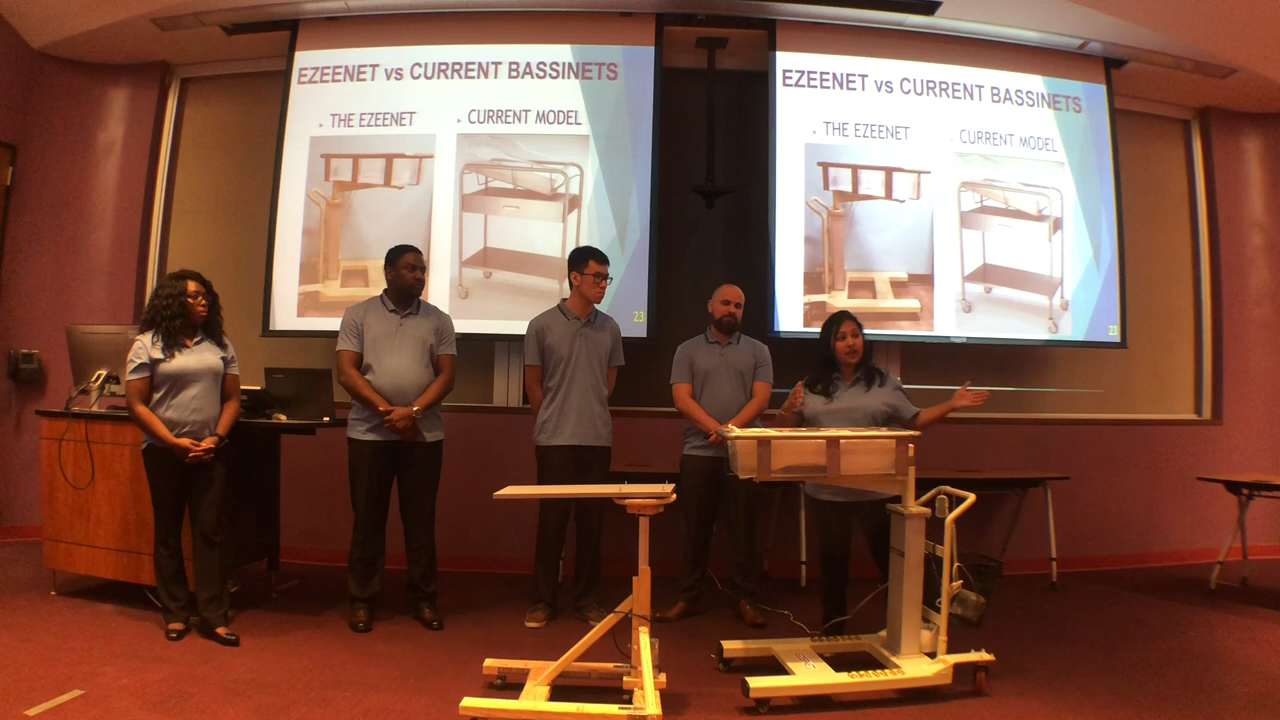 EZEENET vs CURRENT BASSINETS
THE EZEENET
CURRENT MODEL
23
EZEENET vs CURRENT BASSINETS
THE EZEENET
CURRENT MODEL
23